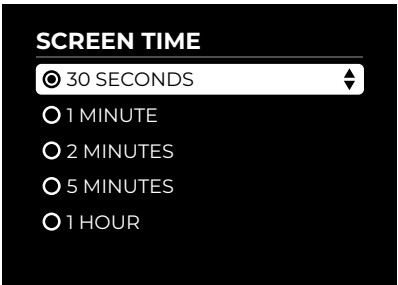 SCREEN TIME
30 SECONDS
1 MINUTE
2 MINUTES
5 MINUTES
1 HOUR